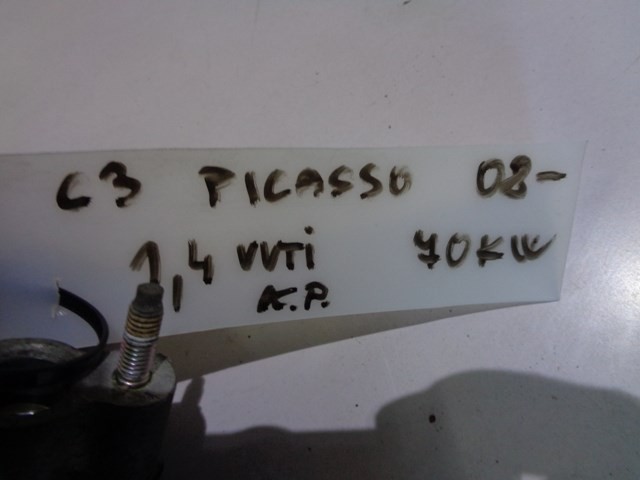 C3 PICASSO 08-
1,4 VVTi 70KW
K.P.